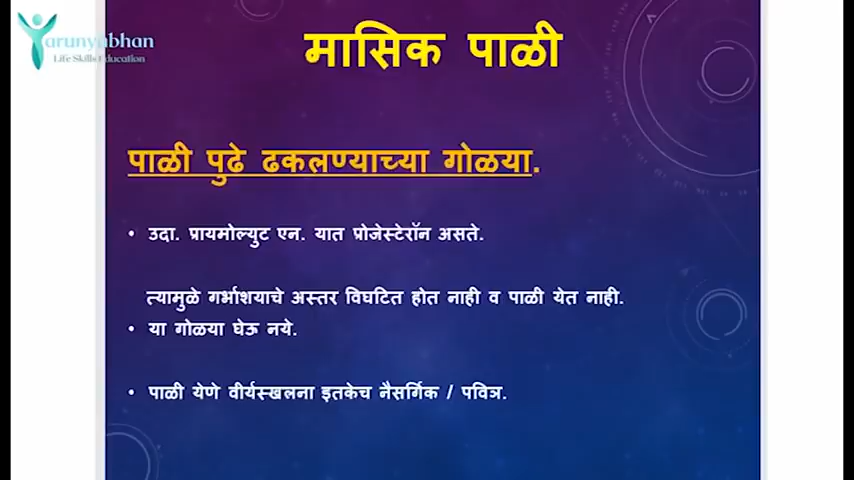 Tarunyabhan
Life Skills Education
मासिक पाळी
पाळी पुढे ढकलण्याच्या गोळया.
• उदा. प्रायमोल्युट एन. यात प्रोजेस्टेरॉन असते.
त्यामुळे गर्भाशयाचे अस्तर विघटित होत नाही व पाळी येत नाही.
• या गोळया घेऊ नये.
• पाळी येणे वीर्यस्खलना इतकेच नैसर्गिक / पवित्र.